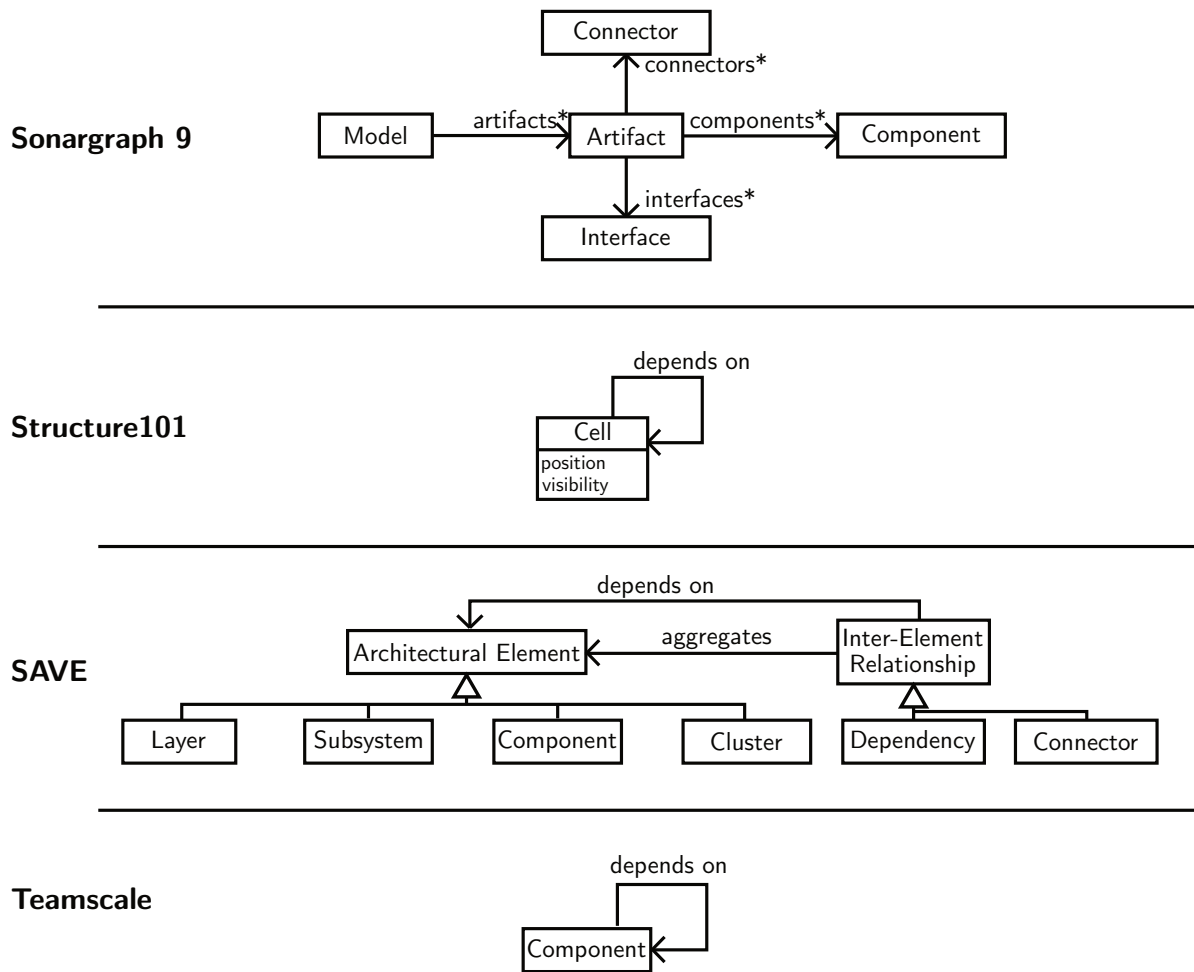 Connector
connectors*
Sonargraph 9
Model
artifacts*
Artifact
components*
Component
interfaces*
Interface
depends on
Structure101
Cell
position
visibility
depends on
SAVE
Architectural Element
aggregates
Inter-Element
Relationship
Layer
Subsystem
Component
Cluster
Dependency
Connector
depends on
Teamscale
Component